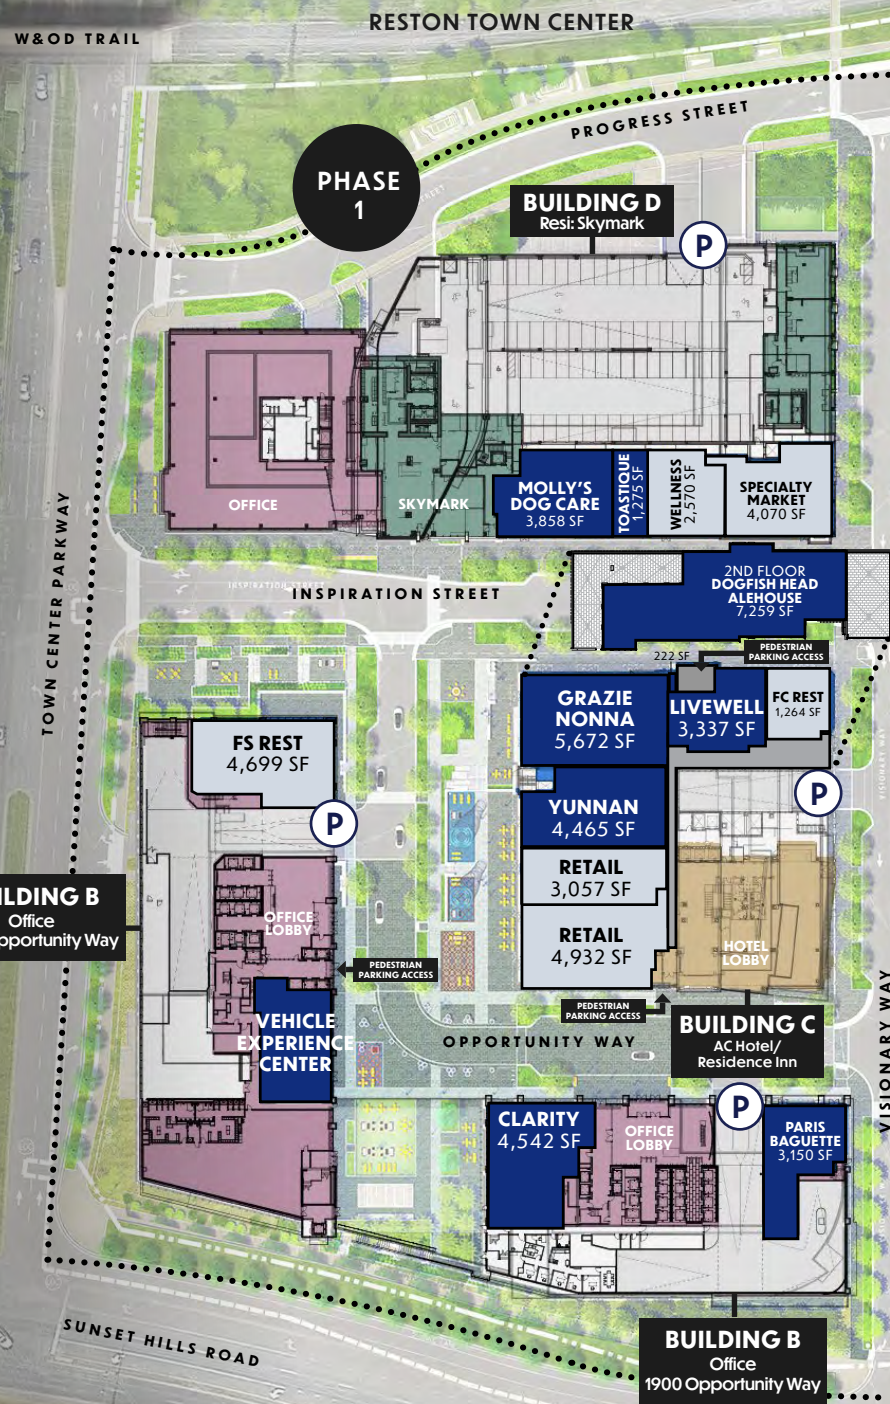 RESTON TOWN CENTER
W&OD TRAIL
PROGRESS STREET
PHASE
1
STREET
BUILDING D
Resi: Skymark
P
OFFICE
SKYMARK
MOLLY'S
DOG CARE
3,858 SF
TOASTIQUE
1,275 SF
WELLNESS
2,570 SF
SPECIALTY
MARKET
4,070 SF
TOWN CENTER PARKWAY
INSPIRATION STREET
INSPIRATION STREET
2ND FLOOR
DOGFISH HEAD
ALEHOUSE
7,259 SF
222 SF
PEDESTRIAN
PARKING ACCESS
GRAZIE
NONNA
5,672 SF
LIVEWELL
3,337 SF
FC REST
1,264 SF
FS REST
4,699 SF
P
P
VISIONARY WAY
YUNNAN
4,465 SF
RETAIL
3,057 SF
RETAIL
4,932 SF
ILDING B
Office
pportunity Way
OFFICE
LOBBY
HOTEL
LOBBY
PEDESTRIAN
PARKING ACCESS
PEDESTRIAN
PARKING ACCESS
VEHICLE
EXPERIENCE
CENTER
OPPORTUNITY WAY
BUILDING C
AC Hotel/
Residence Inn
VISIONARY WAY
CLARITY
4,542 SF
OFFICE
LOBBY
P
PARIS
BAGUETTE
3,150 SF
SUNSET HILLS ROAD
BUILDING B
Office
1900 Opportunity Way